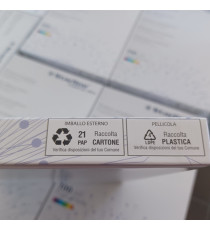 IMBALLO ESTERNO
21 Raccolta
PAP CARTONE
Verifica disposizioni del tuo Comune
PELLICOLA
Raccolta
LDPE PLASTICA
Verifica disposizioni del tuo Comune